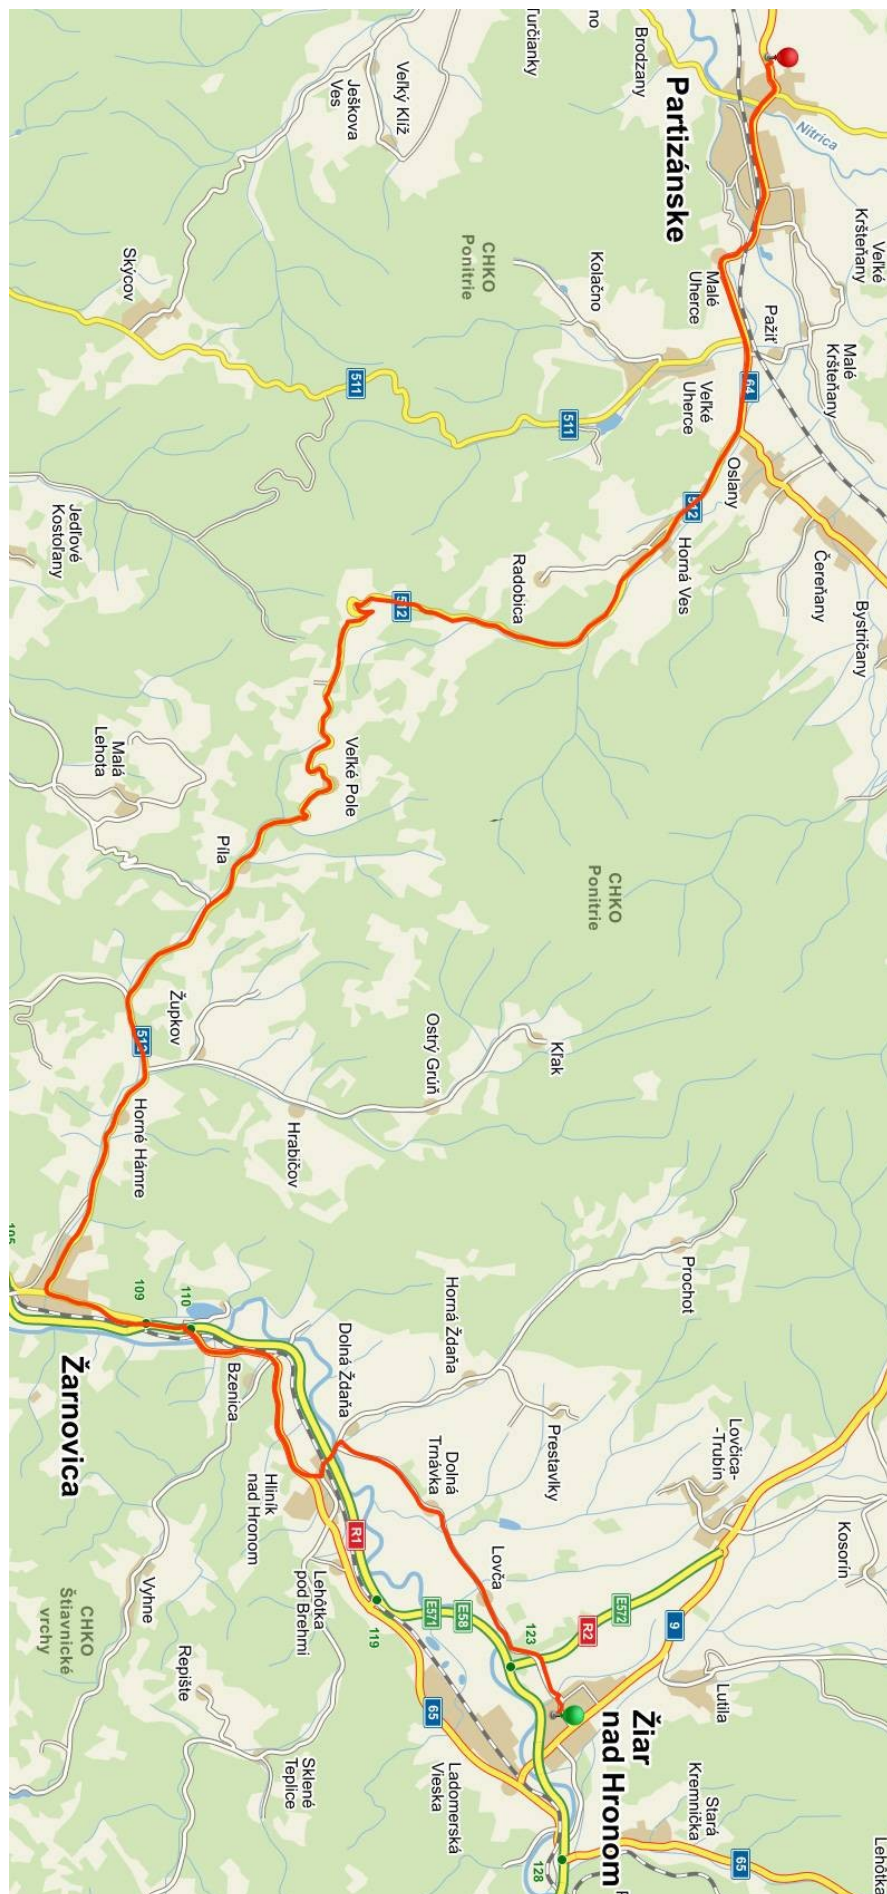 Turčianky
no
Brodzany
Partizánske
Nitrica
Veľké
Kršteňany
Veľký Klíž
Ješkova
Ves
Skýcov
CHKO
Ponitrie
Kolačno
Malé
Uherce
Pažiť
Malé
Kršteňany
64
511
511
Veľké
Uherce
Oslany
512
Horná Ves
Čereňany
Bystričany
Jedľové
Kostoľany
Radobica
512
Veľké Pole
Malá
Lehota
Píla
CHKO
Ponitrie
Župkov
512
Ostrý Grúň
Kľak
Hrabičov
Horné Hámre
105
109
110
Žarnovica
Bzenica
Dolná Ždaňa
Horná Ždaňa
Prochot
Hliník
nad Hronom
Dolná
Trnávka
Prestavlky
Lovčica-
-Trubín
Kosorín
R1
Lehôtka
pod Brehmi
Lovča
Vyhne
CHKO
Štiavnické
vrchy
119
E571
E58
123
R2
E572
9
Repište
65
Lutila
Žiar
nad Hronom
Sklené
Teplice
Ladomerská
Vieska
Stará
Kremnička
65
128
Lehôtka